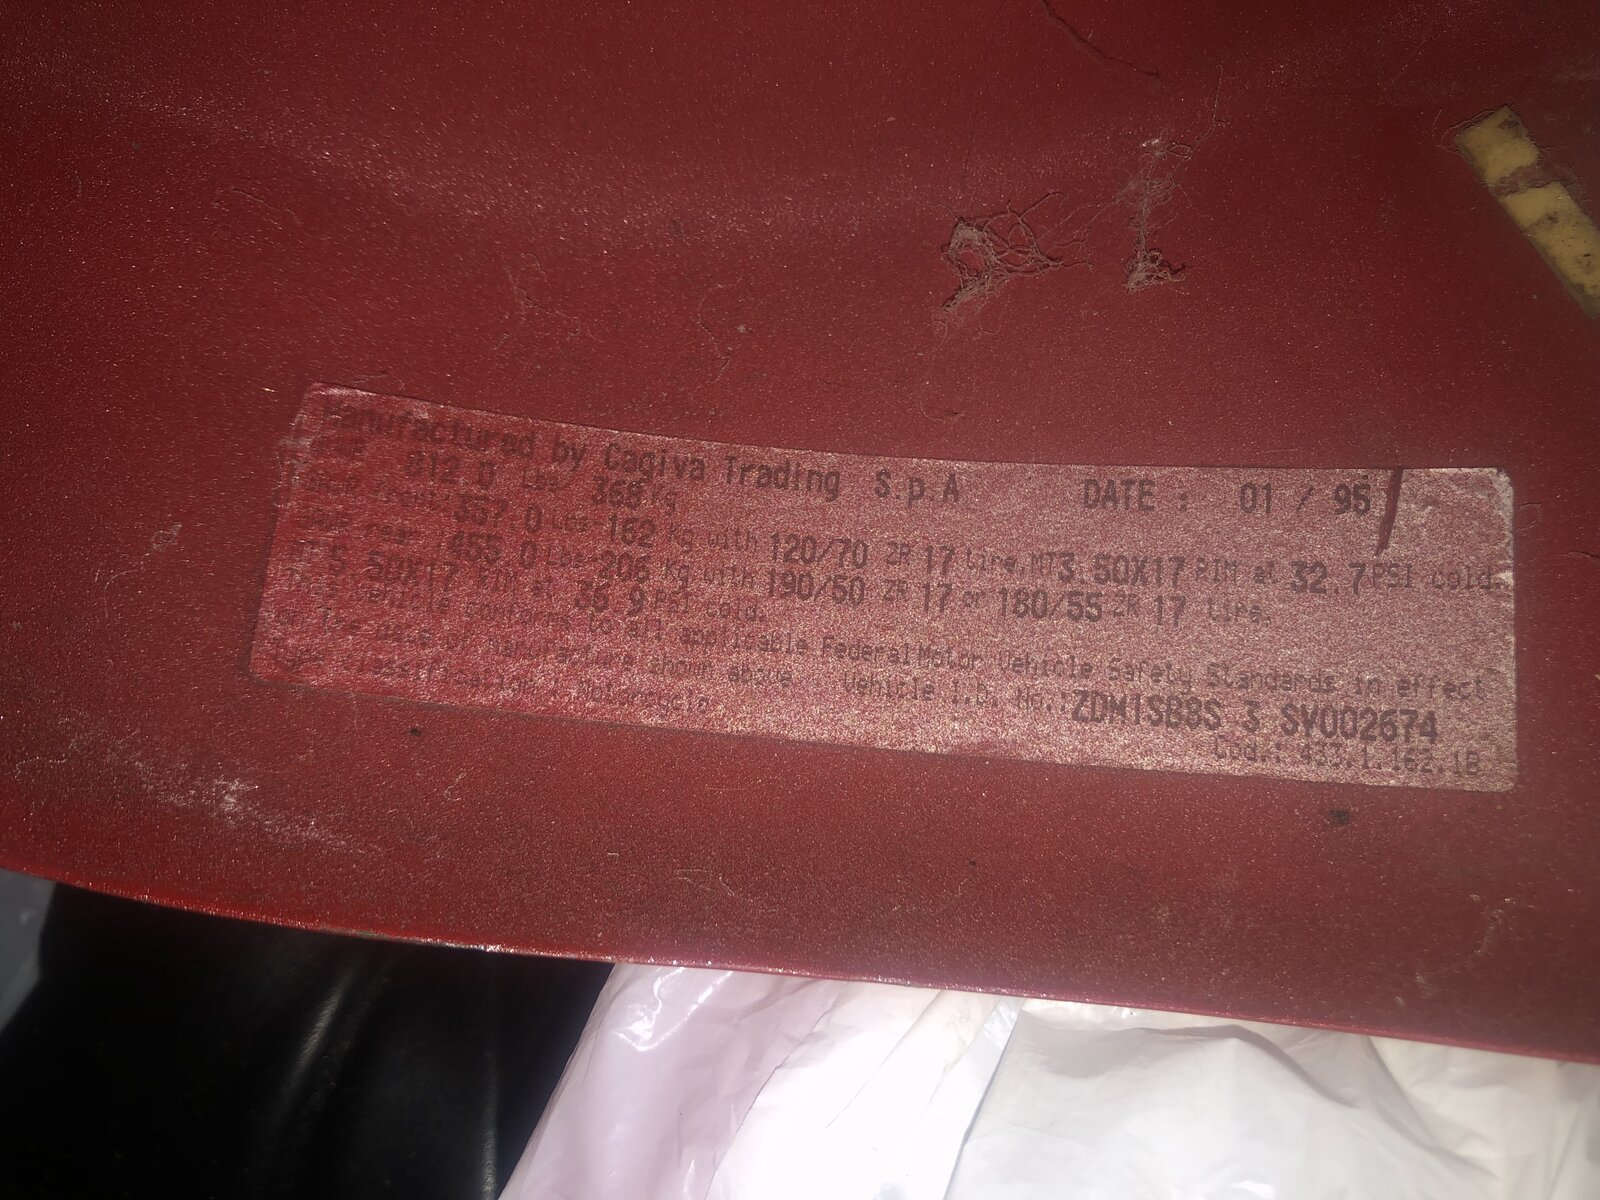 Manufactured by Cagiva Trading S.p.A DATE : 01 / 95
812.0 Lbs/ 368 Kg
front: 357.0 Lbs-162 Kg with 120/70 ZR 17 tire, MT3.50X17 RIM at 32.7 PSI cold.
rear : 455.0 Lbs-206 Kg with 190/50 ZR 17 or 180/55 ZR 17 tire.
MT5.50X17 RIM at 36.9 PSI cold.
This vehicle conforms to all applicable Federal Motor Vehicle Safety Standards in effect
on the date of manufacture shown above. Vehicle I.D. No.: ZDM1SB8S 3 SV002674
Type classification : Motorcycle Cod.: 433.1.162.1B